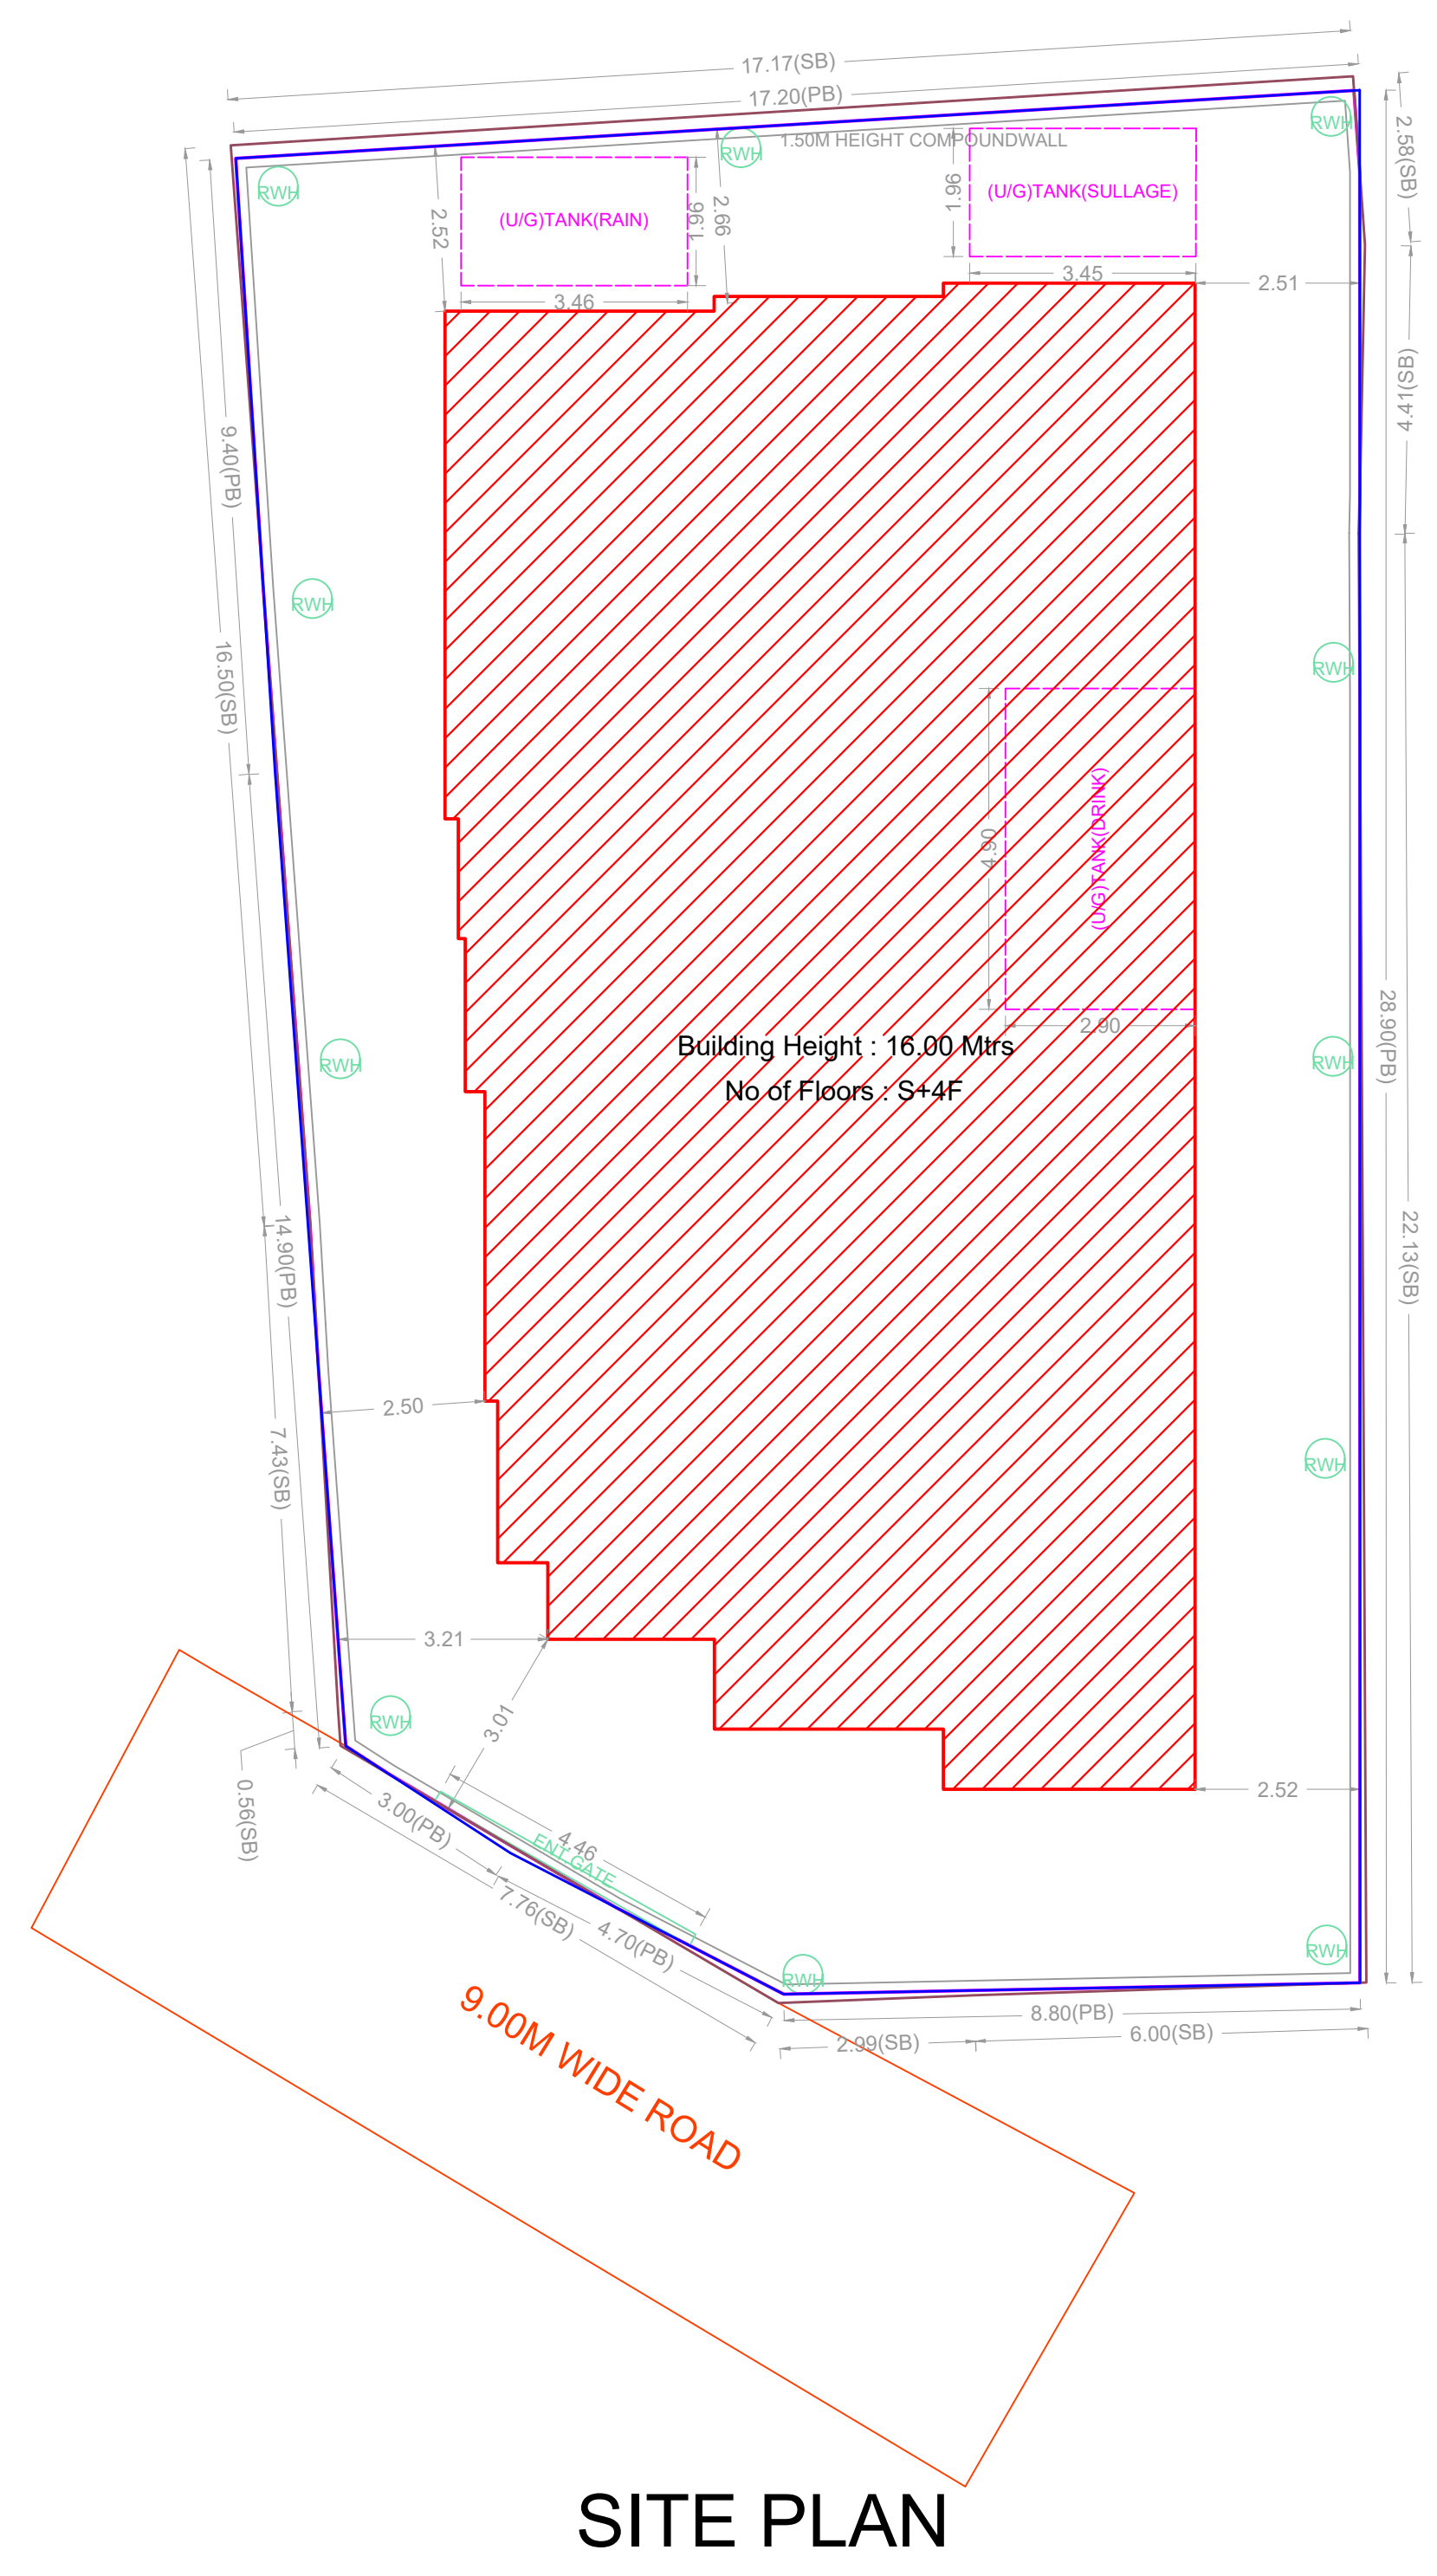 17.17(SB)
17.20(PB)
1.50M HEIGHT COMPOUNDWALL
RWH
RWH
RWH
2.58(SB)
2.52
(U/G)TANK(RAIN)
1.96
2.66
1.96
(U/G)TANK(SULLAGE)
3.46
3.45
2.51
4.41(SB)
9.40(PB)
RWH
16.50(SB)
RWH
4.90
(U/G)TANK(DRINK)
2.90
Building Height : 16.00 Mtrs
No of Floors : S+4F
RWH
RWH
28.90(PB)
22.13(SB)
14.90(PB)
2.50
7.43(SB)
RWH
3.21
RWH
3.01
2.52
0.56(SB)
3.00(PB)
4.46
ENT.GATE
7.76(SB)
4.70(PB)
RWH
RWH
8.80(PB)
2.99(SB)
6.00(SB)
9.00M WIDE ROAD
SITE PLAN